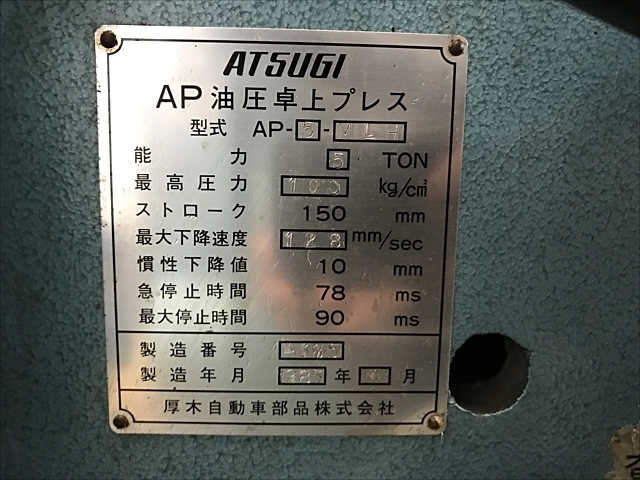 ATSUGI
AP油圧卓上プレス
型式 AP-5-VLH
能力 5 TON
最高圧力 100 kg/cm²
ストローク 150 mm
最大下降速度 128 mm/sec
慣性下降値 10 mm
急停止時間 78 ms
最大停止時間 90 ms
製造番号
製造年月 年 月
厚木自動車部品株式会社